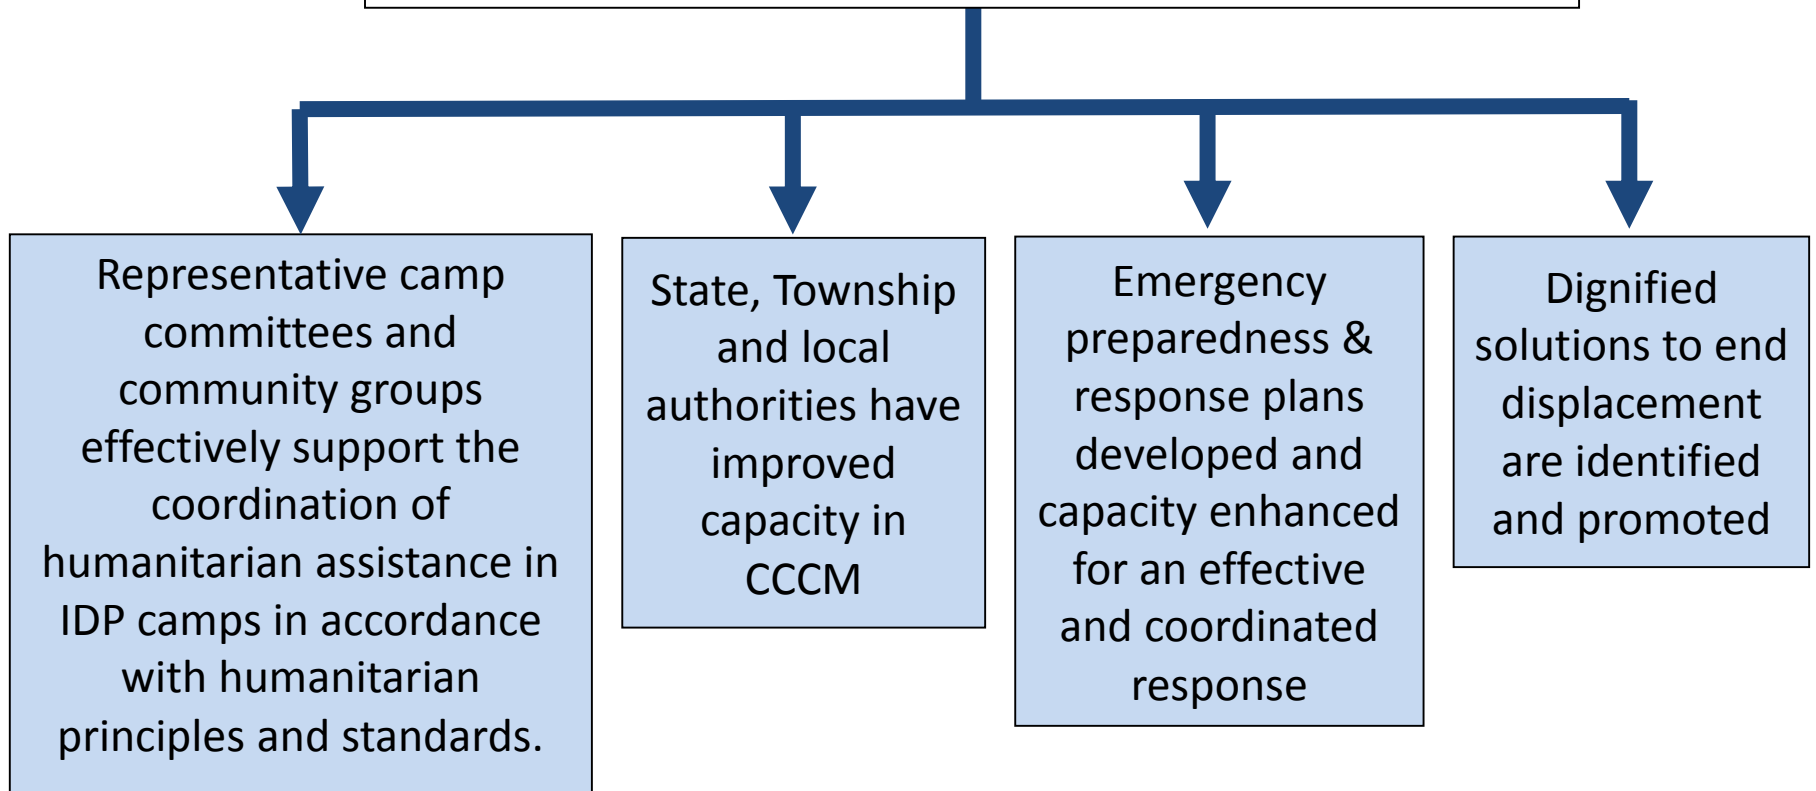 Representative camp
committees and
community groups
effectively support the
coordination of
humanitarian assistance in
IDP camps in accordance
with humanitarian
principles and standards.
State, Township
and local
authorities have
improved
capacity in
CCCM
Emergency
preparedness &
response plans
developed and
capacity enhanced
for an effective
and coordinated
response
Dignified
solutions to end
displacement
are identified
and promoted